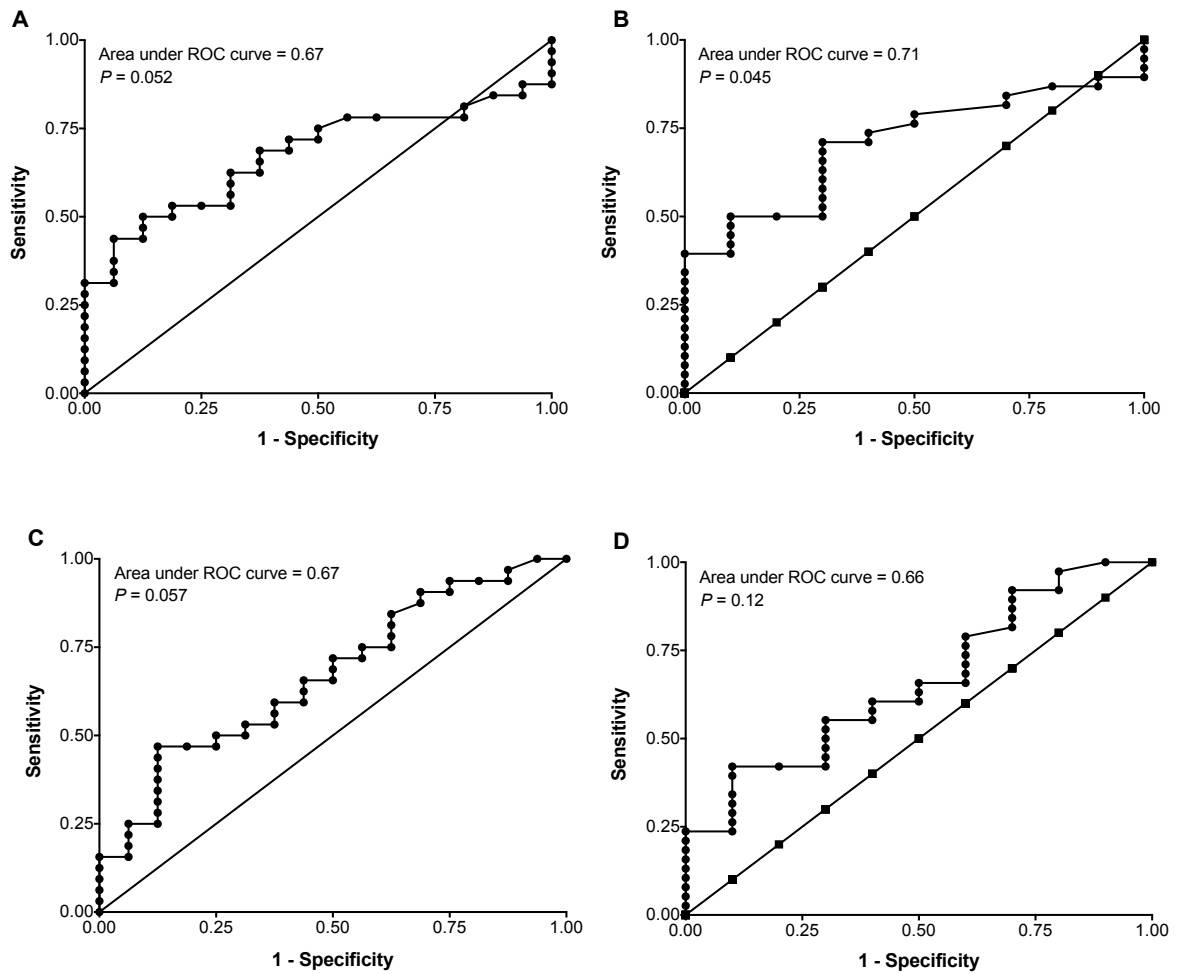 A
Area under ROC curve = 0.67
P = 0.052
1.00
0.75
0.50
0.25
0.00
Sensitivity
0.00 0.25 0.50 0.75 1.00
1 - Specificity
B
Area under ROC curve = 0.71
P = 0.045
1.00
0.75
0.50
0.25
0.00
Sensitivity
0.00 0.25 0.50 0.75 1.00
1 - Specificity
C
Area under ROC curve = 0.67
P = 0.057
1.00
0.75
0.50
0.25
0.00
Sensitivity
0.00 0.25 0.50 0.75 1.00
1 - Specificity
D
Area under ROC curve = 0.66
P = 0.12
1.00
0.75
0.50
0.25
0.00
Sensitivity
0.00 0.25 0.50 0.75 1.00
1 - Specificity